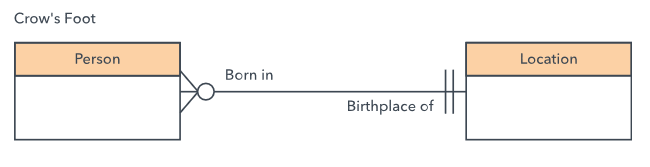 Crow's Foot
Person
Location
Born in
Birthplace of